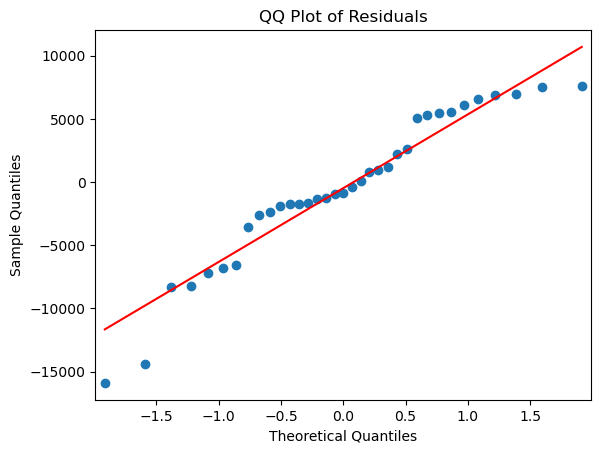 QQ Plot of Residuals
10000
5000
0
−5000
−10000
−15000
Sample Quantiles
−1.5 −1.0 −0.5 0.0 0.5 1.0 1.5
Theoretical Quantiles